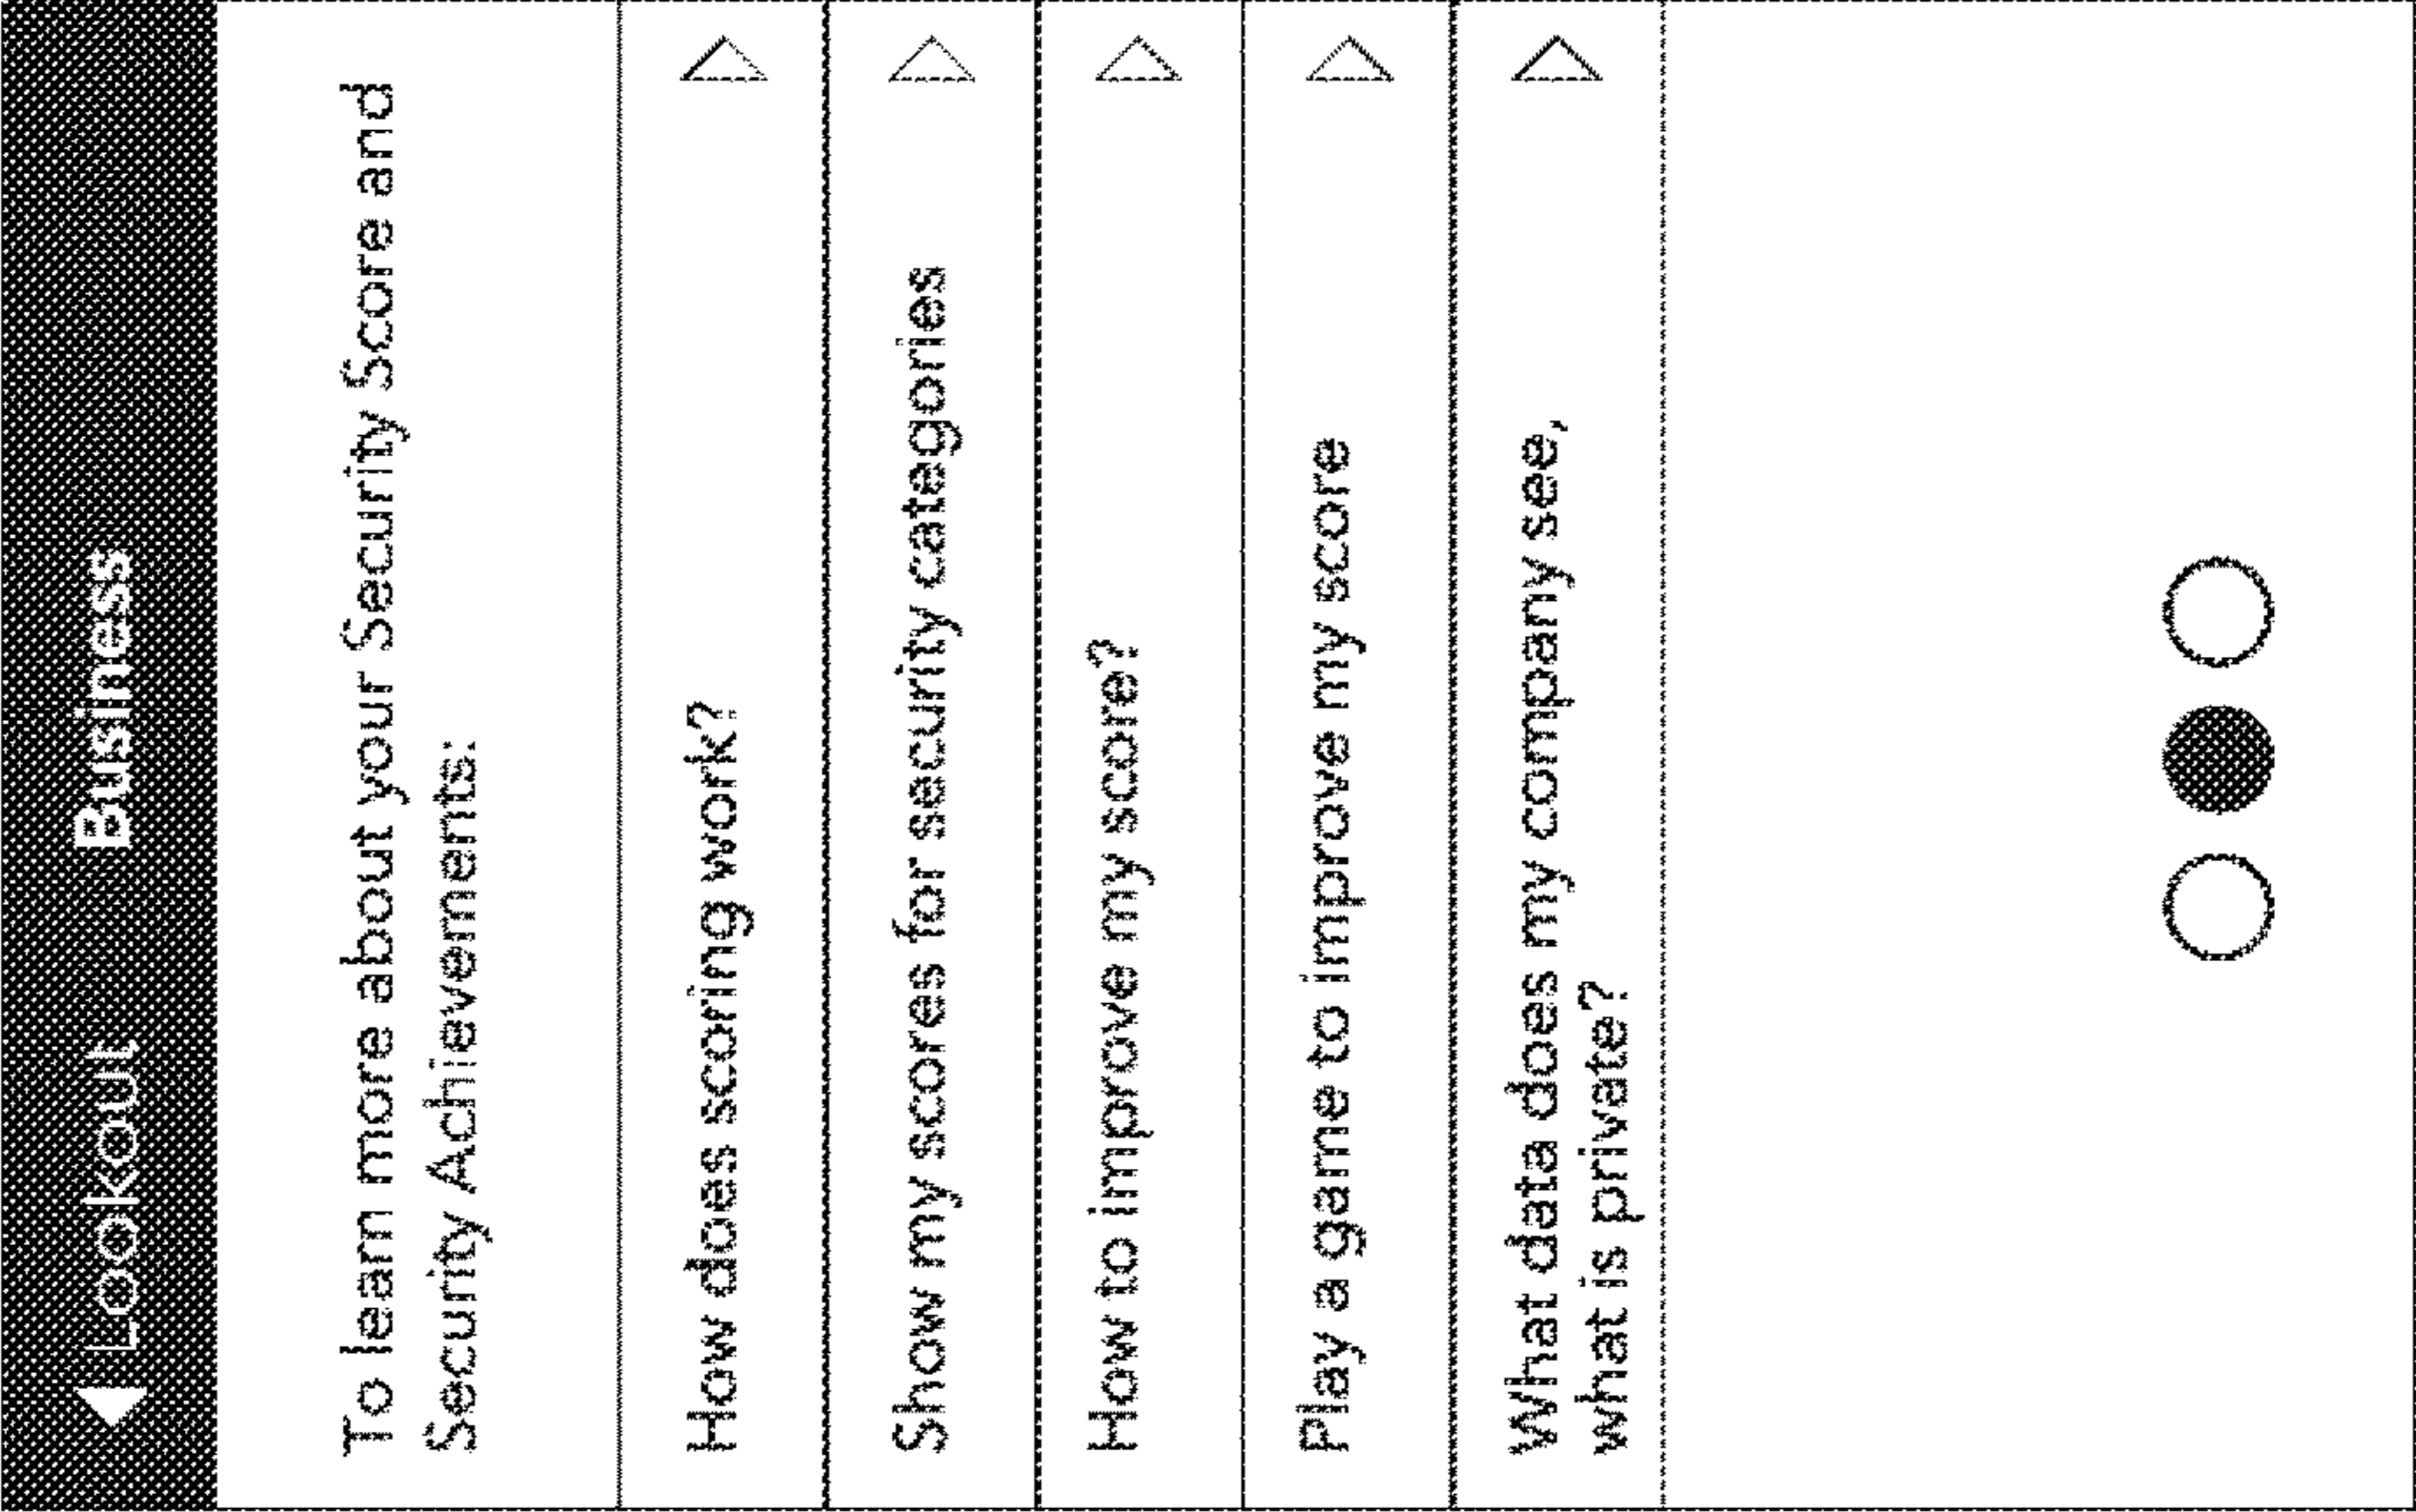 Lookout Business
To learn more about your Security Score and
Security Achievements:
How does scoring work?
Show my scores for security categories
How to improve my score?
Play a game to improve my score
What data does my company see,
what is private?